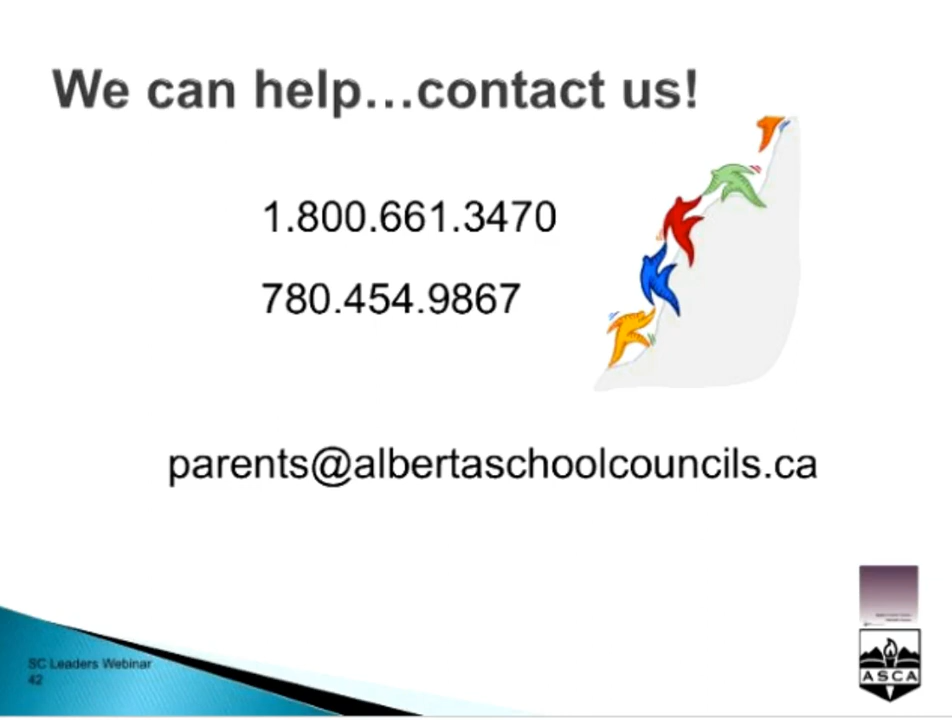 We can help...contact us!
1.800.661.3470
780.454.9867
parents@albertaschoolcouncils.ca
SC Leaders Webinar
42
ASCA